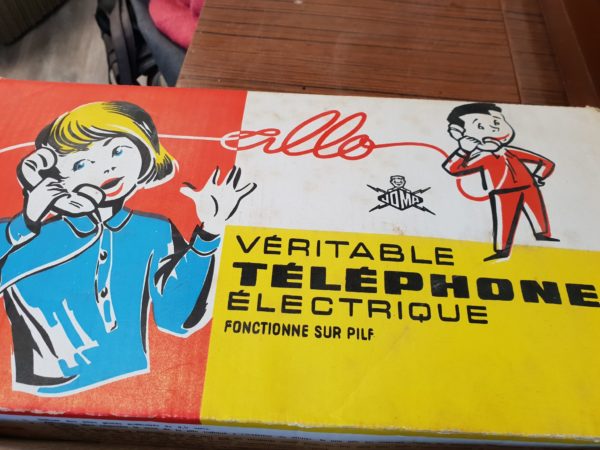 allo
JOMA
VÉRITABLE
TÉLÉPHONE
ÉLECTRIQUE
FONCTIONNE SUR PILE